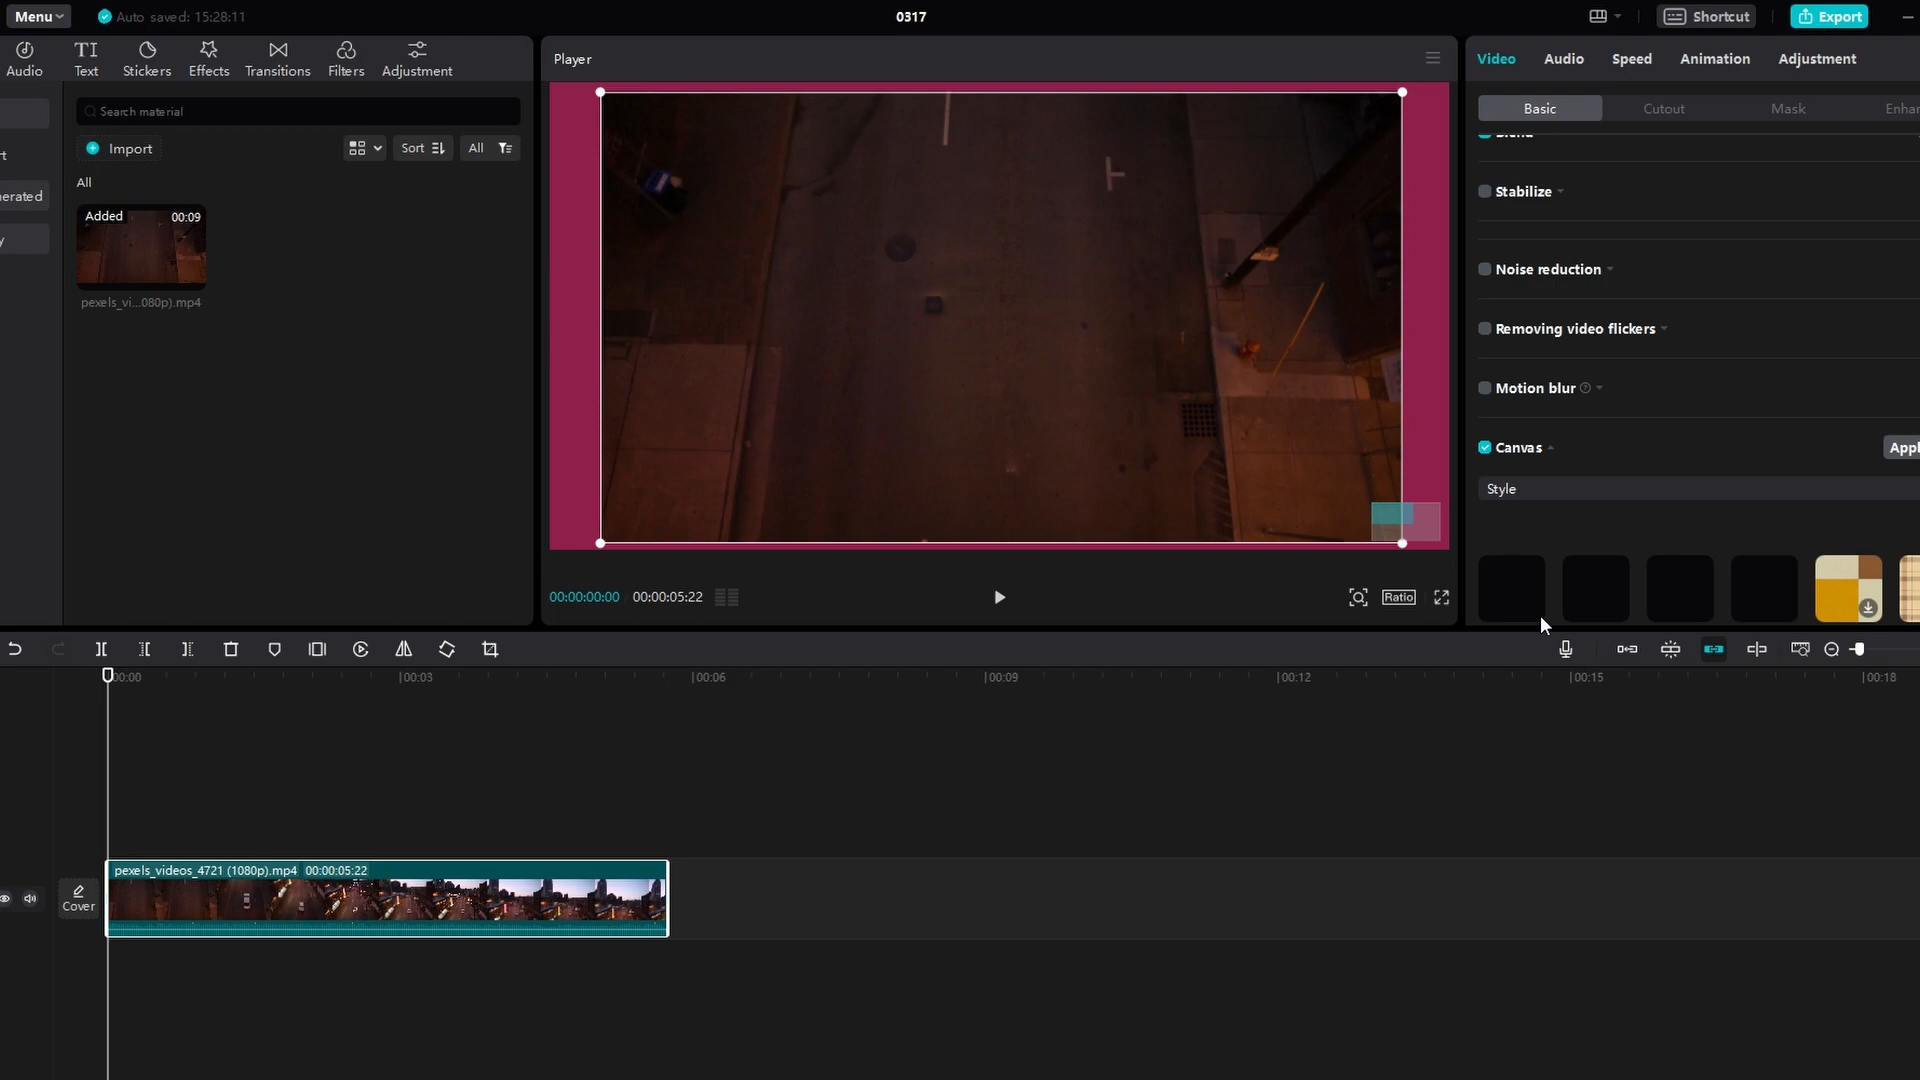 Menu
Auto saved: 15:28:11
0317
Shortcut
Export
Audio
TI
Text
Stickers
Effects
Transitions
Filters
Adjustment
Search material
Import
Sort
All
All
Added
00:09
pexels_vi...080p).mp4
Player
00:00:00:00
00:00:05:22
Ratio
Video
Audio
Speed
Animation
Adjustment
Basic
Cutout
Mask
Enhan
Blend
Stabilize
Noise reduction
Removing video flickers
Motion blur
Canvas
Appl
Style
00:00
00:03
00:06
00:09
00:12
00:15
00:18
pexels_videos_4721 (1080p).mp4 00:00:05:22
Cover